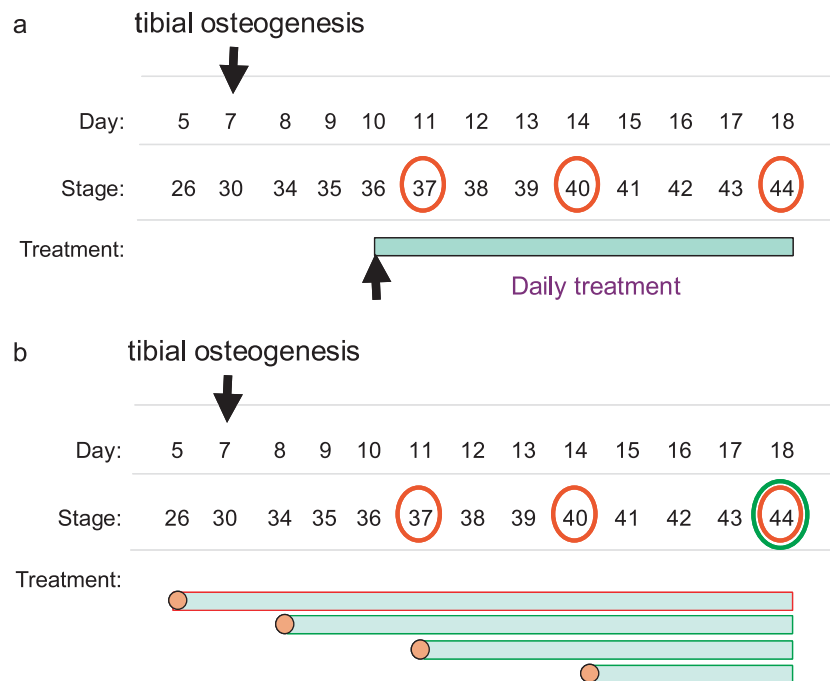 a
tibial osteogenesis
Day: 5 7 8 9 10 11 12 13 14 15 16 17 18
Stage: 26 30 34 35 36 37 38 39 40 41 42 43 44
Treatment:
Daily treatment
b
tibial osteogenesis
Day: 5 7 8 9 10 11 12 13 14 15 16 17 18
Stage: 26 30 34 35 36 37 38 39 40 41 42 43 44
Treatment: